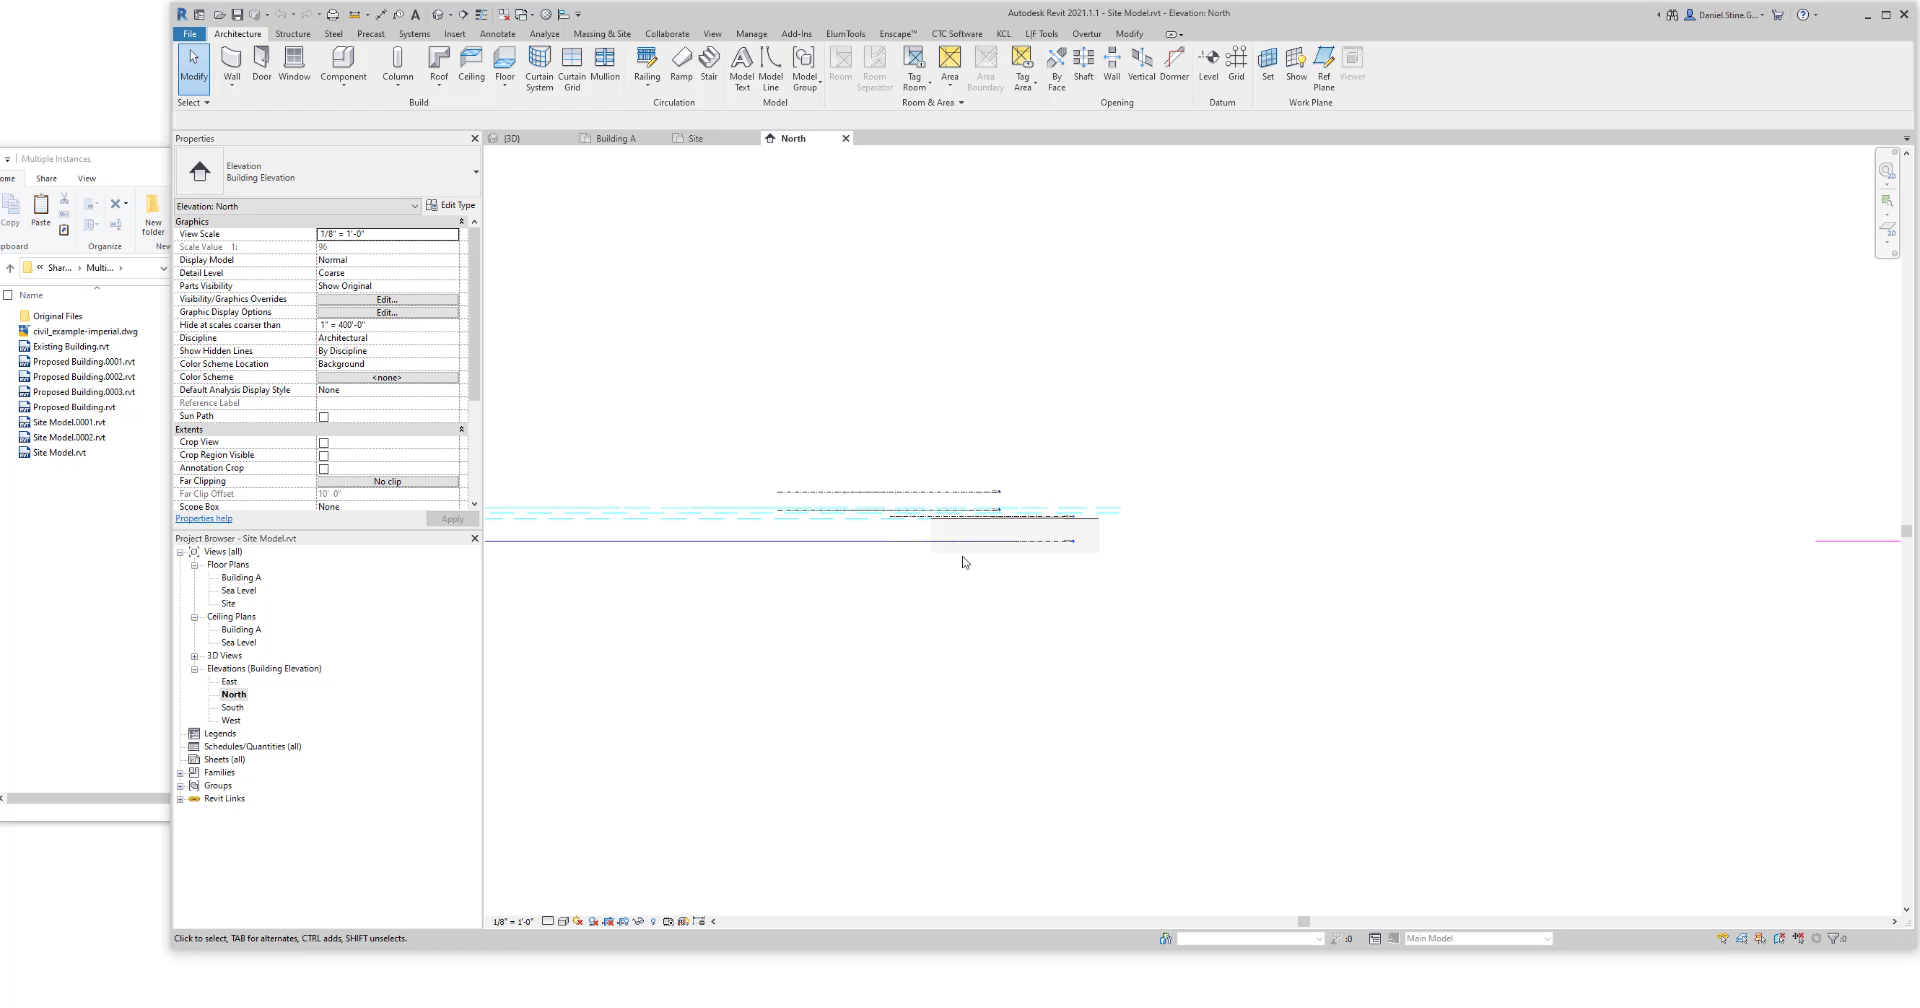 Autodesk Revit 2021.1.1 - Site Model.rvt - Elevation: North
Daniel.Stine.G...
File Architecture Structure Steel Precast Systems Insert Annotate Analyze Massing & Site Collaborate View Manage Add-Ins ElumTools Enscape™ CTC Software KCL LJF Tools Overtur Modify
Modify Wall Door Window Component Column Roof Ceiling Floor Curtain System Curtain Grid Mullion Railing Ramp Stair Model Text Model Line Model Group Room Room Separator Tag Room Area Area Boundary Tag Area By Face Shaft Wall Vertical Dormer Level Grid Set Show Ref Plane Viewer
Select Build Circulation Model Room & Area Opening Datum Work Plane
Multiple Instances
ome Share View
Copy Paste New folder
pboard Organize New
« Shar... › Multi... ›
Name
Original Files
civil_example-imperial.dwg
Existing Building.rvt
Proposed Building.0001.rvt
Proposed Building.0002.rvt
Proposed Building.0003.rvt
Proposed Building.rvt
Site Model.0001.rvt
Site Model.0002.rvt
Site Model.rvt
Properties
Elevation
Building Elevation
Elevation: North Edit Type
Graphics
View Scale 1/8" = 1'-0"
Scale Value 1: 96
Display Model Normal
Detail Level Coarse
Parts Visibility Show Original
Visibility/Graphics Overrides Edit...
Graphic Display Options Edit...
Hide at scales coarser than 1" = 400'-0"
Discipline Architectural
Show Hidden Lines By Discipline
Color Scheme Location Background
Color Scheme <none>
Default Analysis Display Style None
Reference Label
Sun Path
Extents
Crop View
Crop Region Visible
Annotation Crop
Far Clipping No clip
Far Clip Offset 10' 0"
Scope Box None
Properties help Apply
Project Browser - Site Model.rvt
Views (all)
Floor Plans
Building A
Sea Level
Site
Ceiling Plans
Building A
Sea Level
3D Views
Elevations (Building Elevation)
East
North
South
West
Legends
Schedules/Quantities (all)
Sheets (all)
Families
Groups
Revit Links
{3D} Building A Site North
1/8" = 1'-0"
Click to select, TAB for alternates, CTRL adds, SHIFT unselects.
:0 Main Model :0